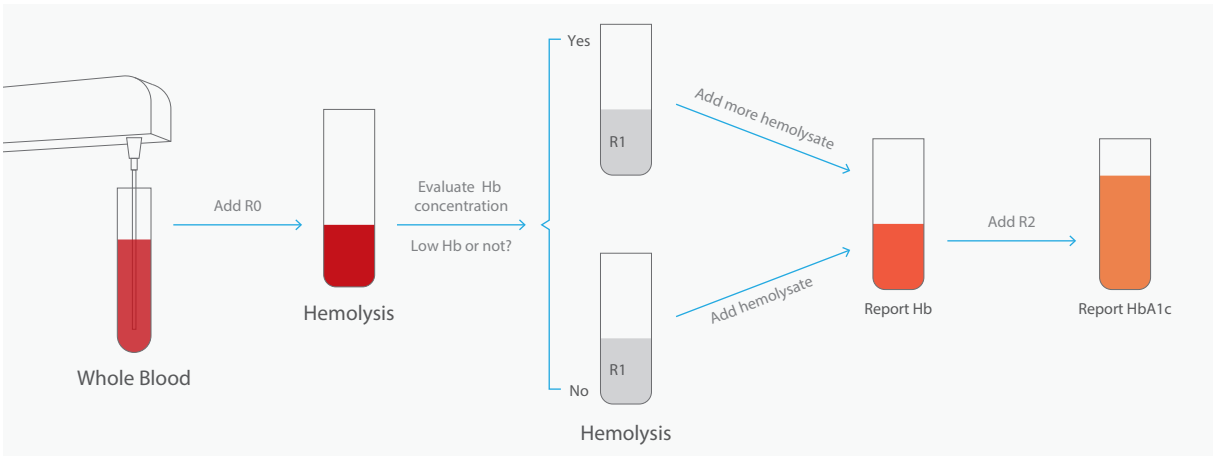 Whole Blood
Add R0
Hemolysis
Evaluate Hb
concentration
Low Hb or not?
Yes
R1
No
R1
Hemolysis
Add more hemolysate
Add hemolysate
Report Hb
Add R2
Report HbA1c